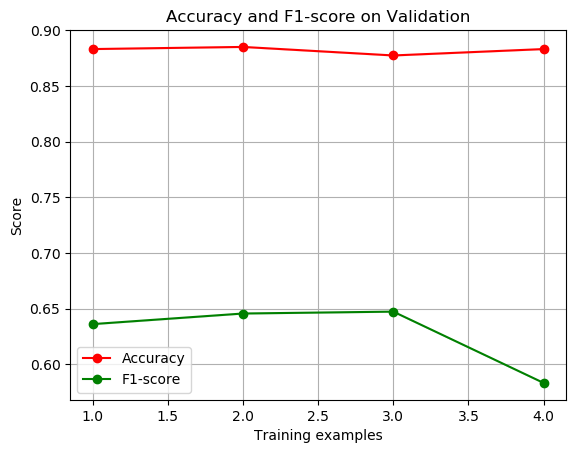 Accuracy and F1-score on Validation
0.90
0.85
0.80
0.75
0.70
0.65
0.60
Score
Accuracy
F1-score
1.0 1.5 2.0 2.5 3.0 3.5 4.0
Training examples